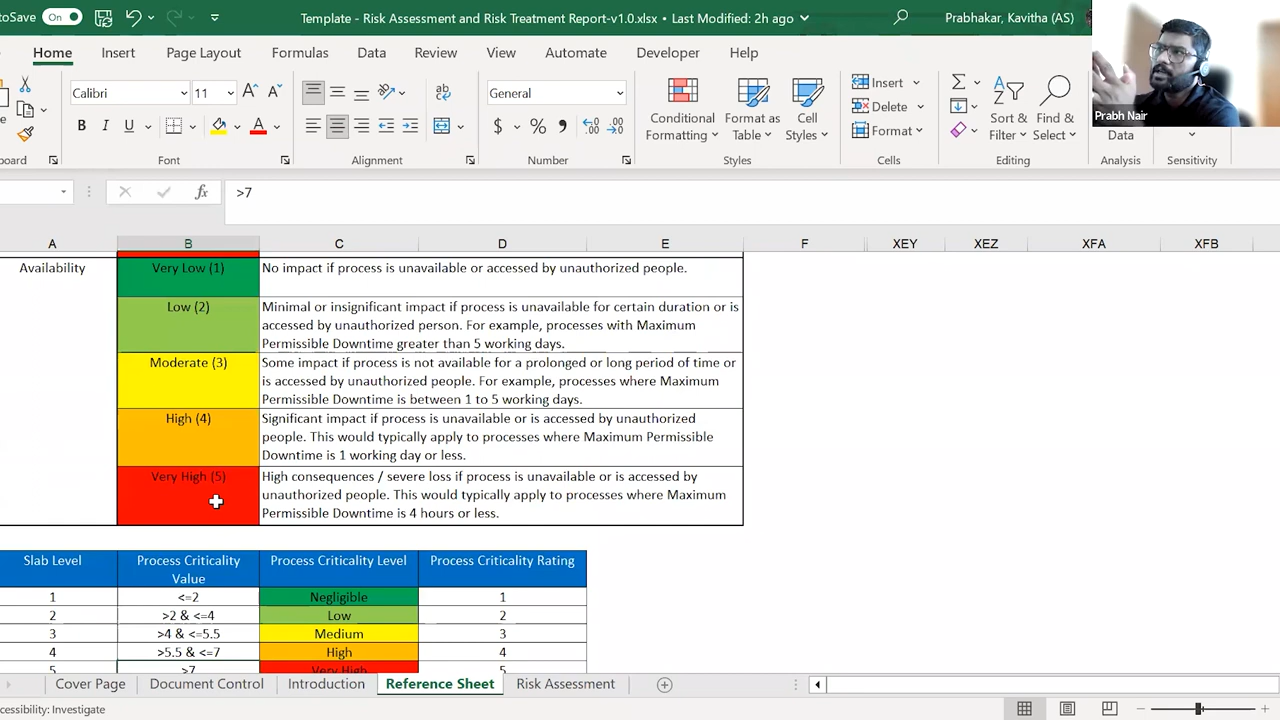 toSave On Template - Risk Assessment and Risk Treatment Report-v1.0.xlsx • Last Modified: 2h ago Prabhakar, Kavitha (AS)
Home Insert Page Layout Formulas Data Review View Automate Developer Help
Calibri 11 General Insert
Delete
Format
Conditional Formatting Format as Table Cell Styles Sort & Filter Find & Select Data
board Font Alignment Number Styles Cells Editing Analysis Sensitivity
Prabh Nair
fx >7
A B C D E F XEY XEZ XFA XFB
Availability Very Low (1) No impact if process is unavailable or accessed by unauthorized people.
Low (2) Minimal or insignificant impact if process is unavailable for certain duration or is
accessed by unauthorized person. For example, processes with Maximum
Permissible Downtime greater than 5 working days.
Moderate (3) Some impact if process is not available for a prolonged or long period of time or
is accessed by unauthorized people. For example, processes where Maximum
Permissible Downtime is between 1 to 5 working days.
High (4) Significant impact if process is unavailable or is accessed by unauthorized
people. This would typically apply to processes where Maximum Permissible
Downtime is 1 working day or less.
Very High (5) High consequences / severe loss if process is unavailable or is accessed by
unauthorized people. This would typically apply to processes where Maximum
Permissible Downtime is 4 hours or less.
Slab Level Process Criticality Value Process Criticality Level Process Criticality Rating
1 <=2 Negligible 1
2 >2 & <=4 Low 2
3 >4 & <=5.5 Medium 3
4 >5.5 & <=7 High 4
5 >7 Very High 5
Cover Page Document Control Introduction Reference Sheet Risk Assessment
ccessibility: Investigate